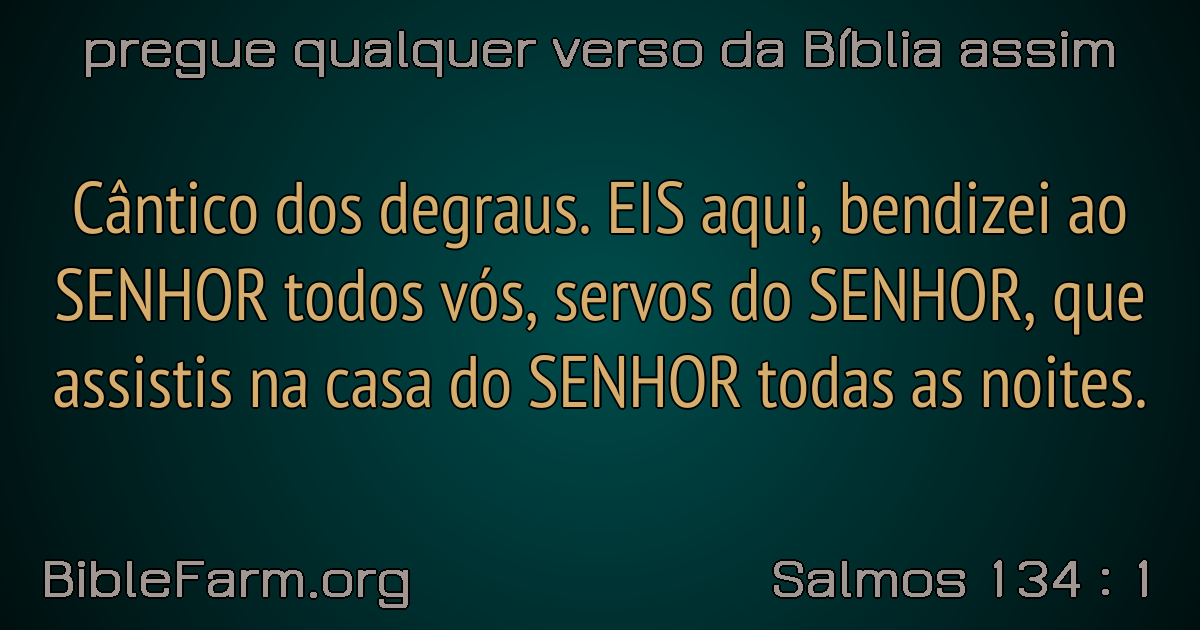 pregue qualquer verso da Bíblia assim
Cântico dos degraus. EIS aqui, bendizei ao
SENHOR todos vós, servos do SENHOR, que
assistis na casa do SENHOR todas as noites.
BibleFarm.org
Salmos 134 : 1